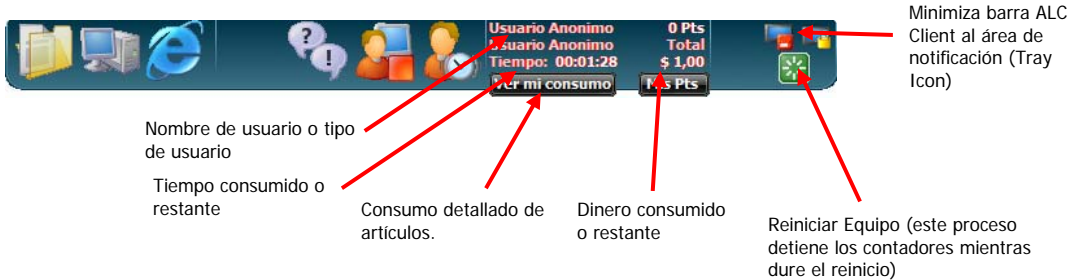 Usuario Anonimo 0 Pts
Usuario Anonimo Total
Tiempo: 00:01:28 $ 1,00
Ver mi consumo Mis Pts
Minimiza barra ALC
Client al área de
notificación (Tray
Icon)
Nombre de usuario o tipo
de usuario
Tiempo consumido o
restante
Consumo detallado de
artículos.
Dinero consumido
o restante
Reiniciar Equipo (este proceso
detiene los contadores mientras
dure el reinicio)